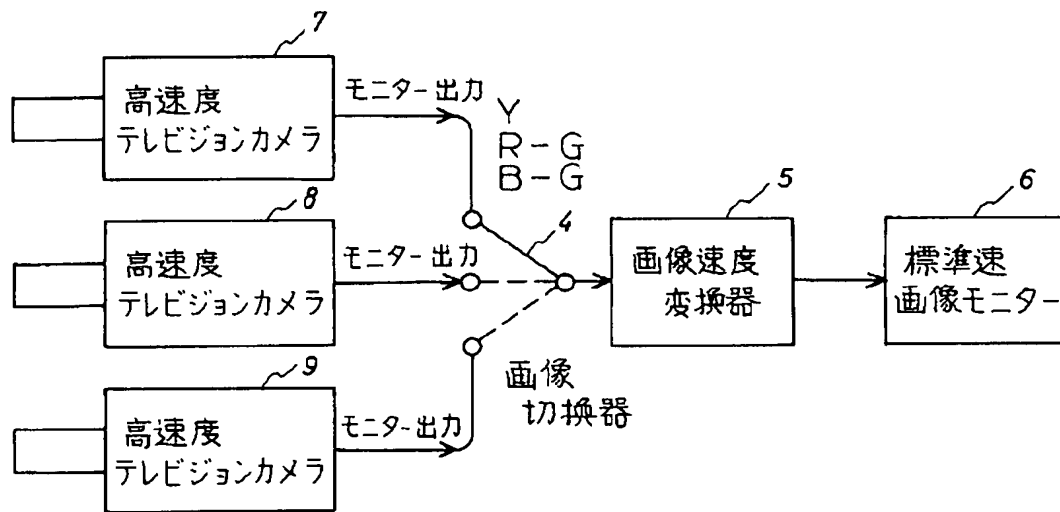 7
高速度
テレビジョンカメラ
モニター出力
Y
R-G
B-G
8
高速度
テレビジョンカメラ
モニター出力
4
5
画像速度
変換器
6
標準速
画像モニター
画像
切換器
9
高速度
テレビジョンカメラ
モニター出力